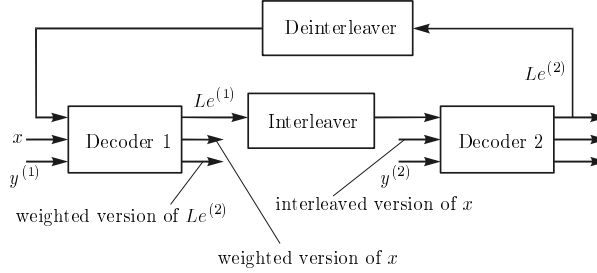 Deinterleaver
Le(2)
Le(1)
Interleaver
x
Decoder 1
Decoder 2
y(1)
y(2)
weighted version of Le(2)
interleaved version of x
weighted version of x